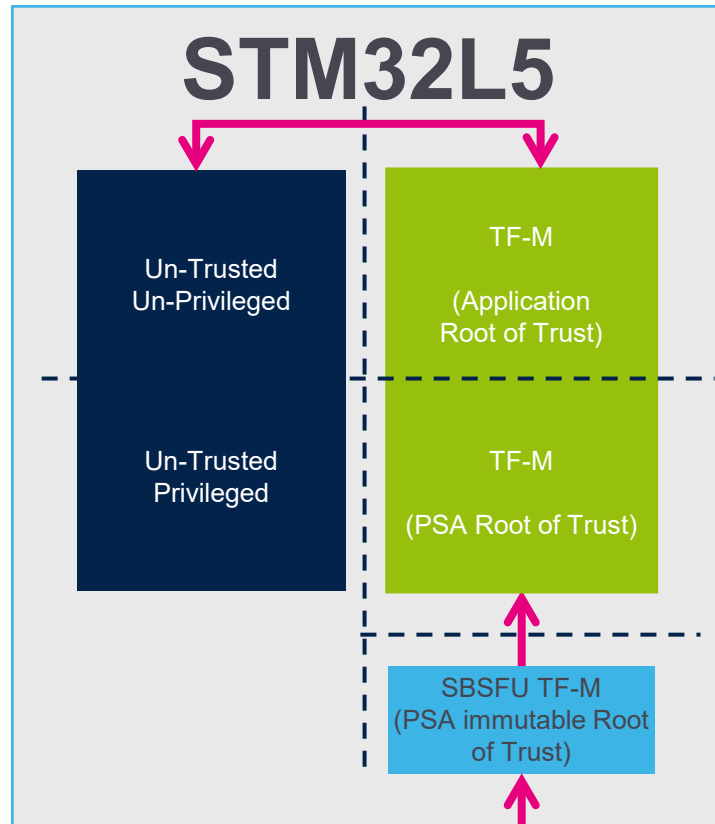 STM32L5
Un-Trusted
Un-Privileged
TF-M
(Application
Root of Trust)
Un-Trusted
Privileged
TF-M
(PSA Root of Trust)
SBSFU TF-M
(PSA immutable Root
of Trust)